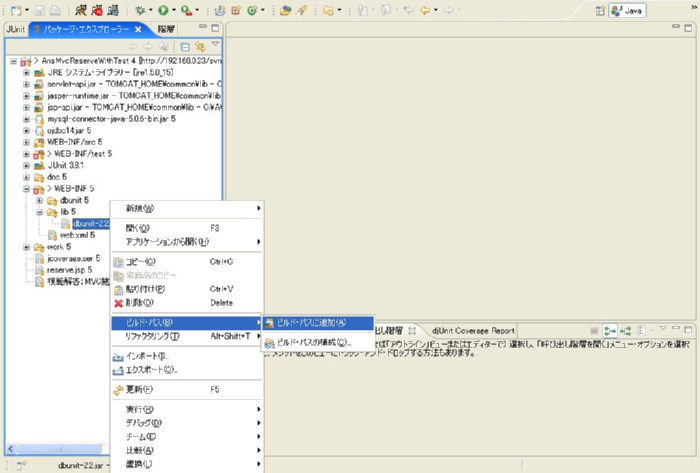 Java
JUnit
パッケージ・エクスプローラー
階層
> AnsMvcReserveWithTest 4 [http://192.168.0.23/svn
JRE システム・ライブラリー [jre1.5.0_15]
servlet-api.jar - TOMCAT_HOME¥common¥lib - C
jasper-runtime.jar - TOMCAT_HOME¥common¥lib
jsp-api.jar - TOMCAT_HOME¥common¥lib - C:¥A
mysql-connector-java-5.0.6-bin.jar 5
ojdbc14.jar 5
WEB-INF/src 5
> WEB-INF/test 5
JUnit 3.8.1
doc 5
> WEB-INF 5
dbunit 5
lib 5
dbunit-2.2.
web.xml 5
work 5
jcoverage.ser 5
reserve.jsp 5
模範解答:MVC施
新規(W)
開く(O) F3
アプリケーションから開く(H)
コピー(C) Ctrl+C
修飾名のコピー
貼り付け(P) Ctrl+V
削除(D) Delete
ビルド・パス(B)
ビルド・パスに追加(A)
リファクタリング(T) Alt+Shift+T
ビルド・パスの構成(C)...
インポート(I)...
エクスポート(O)...
更新(F) F5
実行(R)
デバッグ(D)
チーム(E)
比較(A)
置換(L)
出し階層
djUnit Coverage Report
ば「アウトライン」ビューまたはエディターで) 選択し、「呼び出し階層を開く」メニュー・オプションを選択
、メソッドをこのビューにドラッグ・アンド・ドロップする方法もあります。
dbunit-2.2.jar -